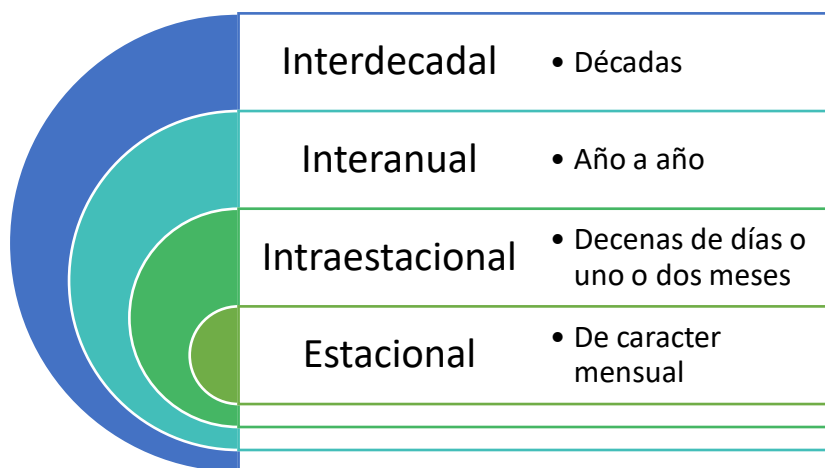 Interdecadal
• Décadas
Interanual
• Año a año
Intraestacional
• Decenas de días o
uno o dos meses
Estacional
• De caracter
mensual